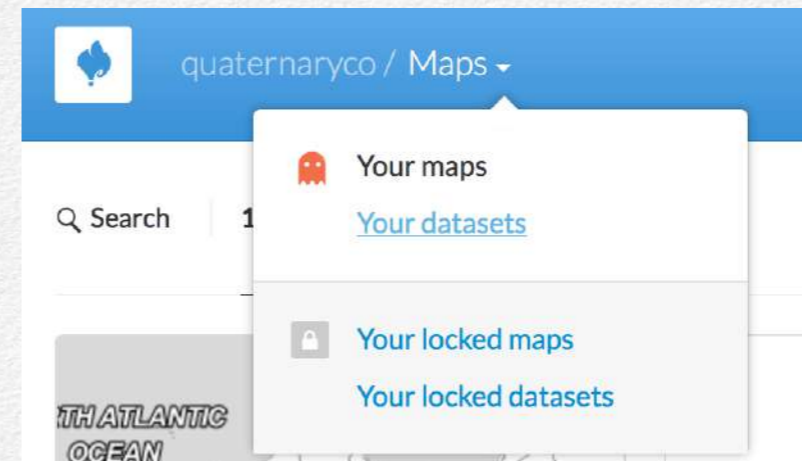 quaternaryco / Maps
Your maps
Your datasets
Search
1
Your locked maps
Your locked datasets
TH ATLANTIC
OCEAN